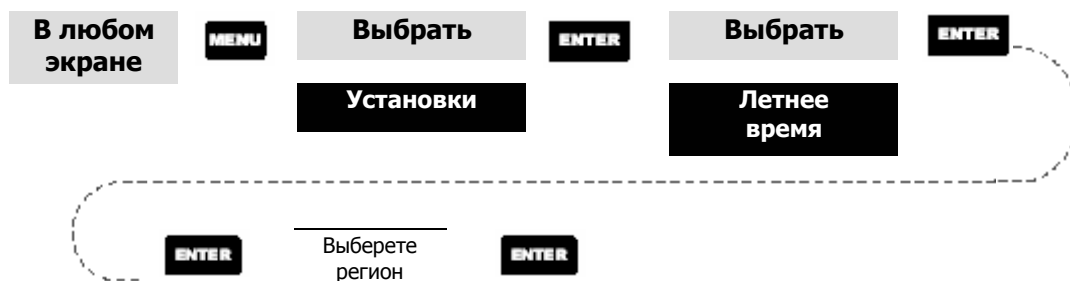 В любом
экране
MENU
Выбрать
Установки
ENTER
Выбрать
Летнее
время
ENTER
ENTER
Выберете
регион
ENTER